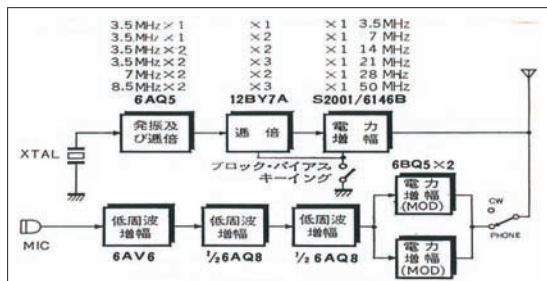 3.5MHz×1 ×1 ×1 3.5MHz
3.5MHz×1 ×2 ×1 7 MHz
3.5MHz×2 ×2 ×1 14 MHz
3.5MHz×2 ×3 ×1 21 MHz
7MHz×2 ×2 ×1 28 MHz
8.5MHz×2 ×3 ×1 50 MHz
6AQ5 12BY7A S2001/6146B
発振及
び逓倍
逓倍
電力
増幅
XTAL
ブロック・バイアス
キーイング
6BQ5×2
電力
増幅
(MOD)
CW
PHONE
MIC
低周波
増幅
低周波
増幅
低周波
増幅
電力
増幅
(MOD)
6AV6 1/2 6AQ8 1/2 6AQ8